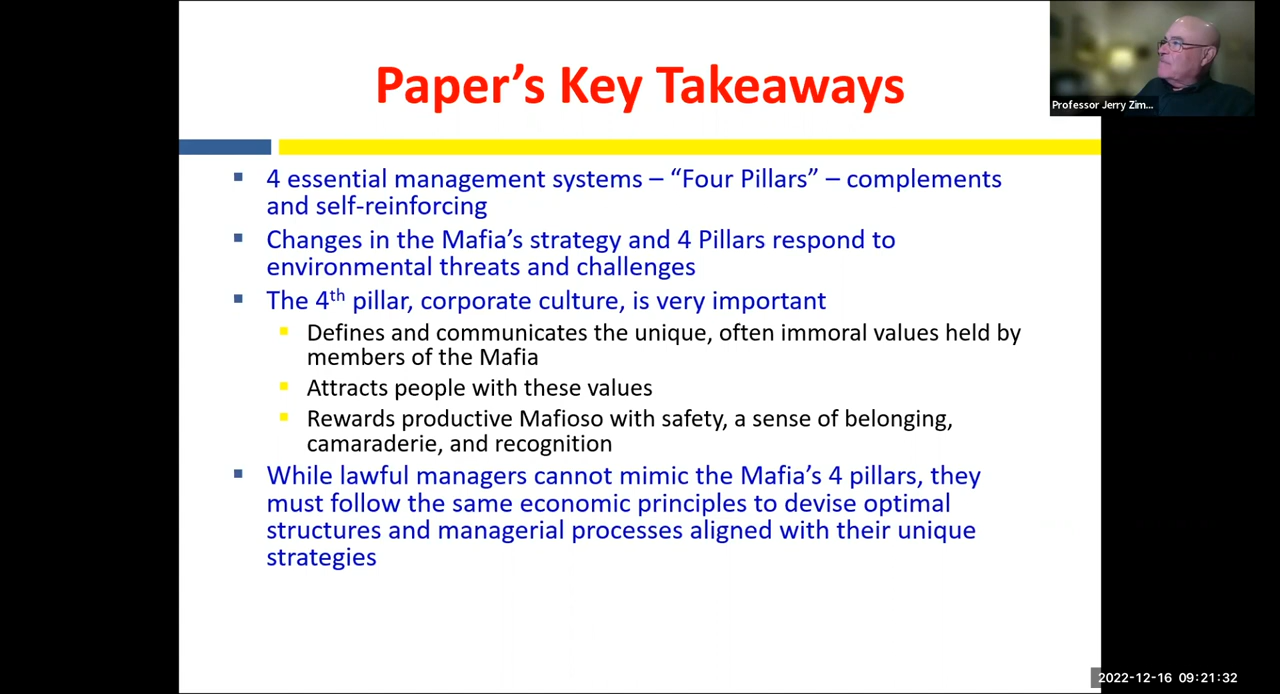 Paper’s Key Takeaways
Professor Jerry Zim...
4 essential management systems – “Four Pillars” – complements
and self-reinforcing
Changes in the Mafia’s strategy and 4 Pillars respond to
environmental threats and challenges
The 4th pillar, corporate culture, is very important
Defines and communicates the unique, often immoral values held by
members of the Mafia
Attracts people with these values
Rewards productive Mafioso with safety, a sense of belonging,
camaraderie, and recognition
While lawful managers cannot mimic the Mafia’s 4 pillars, they
must follow the same economic principles to devise optimal
structures and managerial processes aligned with their unique
strategies
2022-12-16 09:21:32